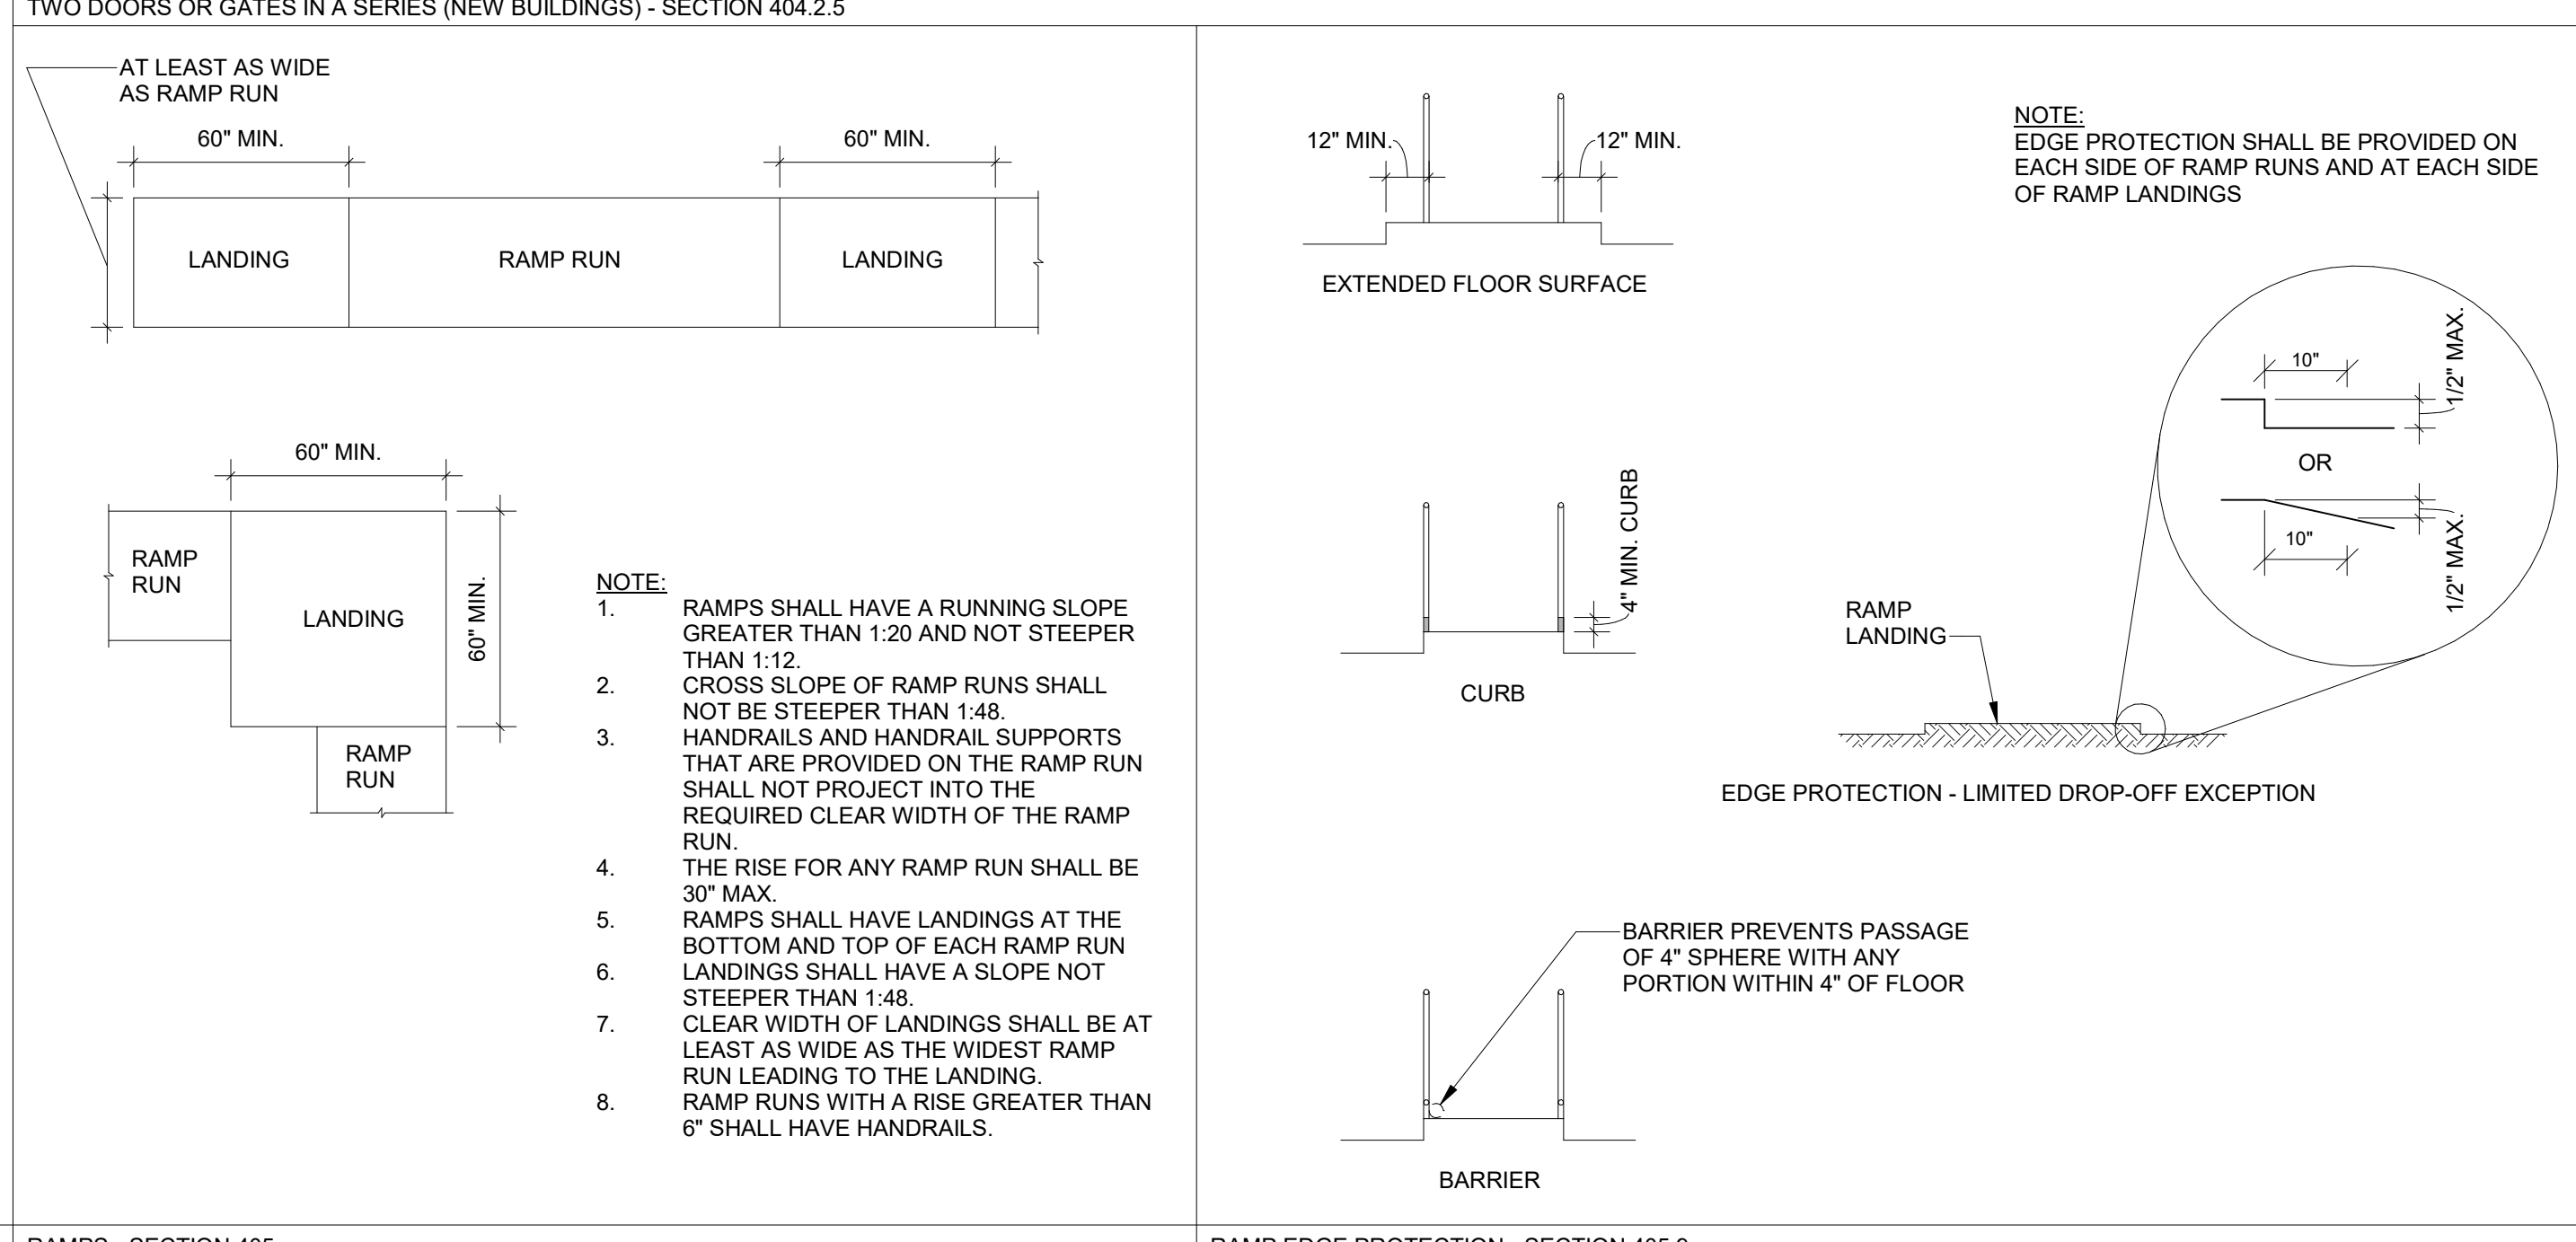 TWO DOORS OR GATES IN A SERIES (NEW BUILDINGS) - SECTION 404.2.5
AT LEAST AS WIDE
AS RAMP RUN
60" MIN.
60" MIN.
LANDING
RAMP RUN
LANDING
60" MIN.
RAMP
RUN
LANDING
60" MIN.
RAMP
RUN
NOTE:
1. RAMPS SHALL HAVE A RUNNING SLOPE
GREATER THAN 1:20 AND NOT STEEPER
THAN 1:12.
2. CROSS SLOPE OF RAMP RUNS SHALL
NOT BE STEEPER THAN 1:48.
3. HANDRAILS AND HANDRAIL SUPPORTS
THAT ARE PROVIDED ON THE RAMP RUN
SHALL NOT PROJECT INTO THE
REQUIRED CLEAR WIDTH OF THE RAMP
RUN.
4. THE RISE FOR ANY RAMP RUN SHALL BE
30" MAX.
5. RAMPS SHALL HAVE LANDINGS AT THE
BOTTOM AND TOP OF EACH RAMP RUN
6. LANDINGS SHALL HAVE A SLOPE NOT
STEEPER THAN 1:48.
7. CLEAR WIDTH OF LANDINGS SHALL BE AT
LEAST AS WIDE AS THE WIDEST RAMP
RUN LEADING TO THE LANDING.
8. RAMP RUNS WITH A RISE GREATER THAN
6" SHALL HAVE HANDRAILS.
RAMPS - SECTION 405
12" MIN.
12" MIN.
EXTENDED FLOOR SURFACE
NOTE:
EDGE PROTECTION SHALL BE PROVIDED ON
EACH SIDE OF RAMP RUNS AND AT EACH SIDE
OF RAMP LANDINGS
4" MIN. CURB
CURB
10"
1/2" MAX.
OR
10"
1/2" MAX.
RAMP
LANDING
EDGE PROTECTION - LIMITED DROP-OFF EXCEPTION
BARRIER PREVENTS PASSAGE
OF 4" SPHERE WITH ANY
PORTION WITHIN 4" OF FLOOR
BARRIER
RAMP EDGE PROTECTION - SECTION 405.9